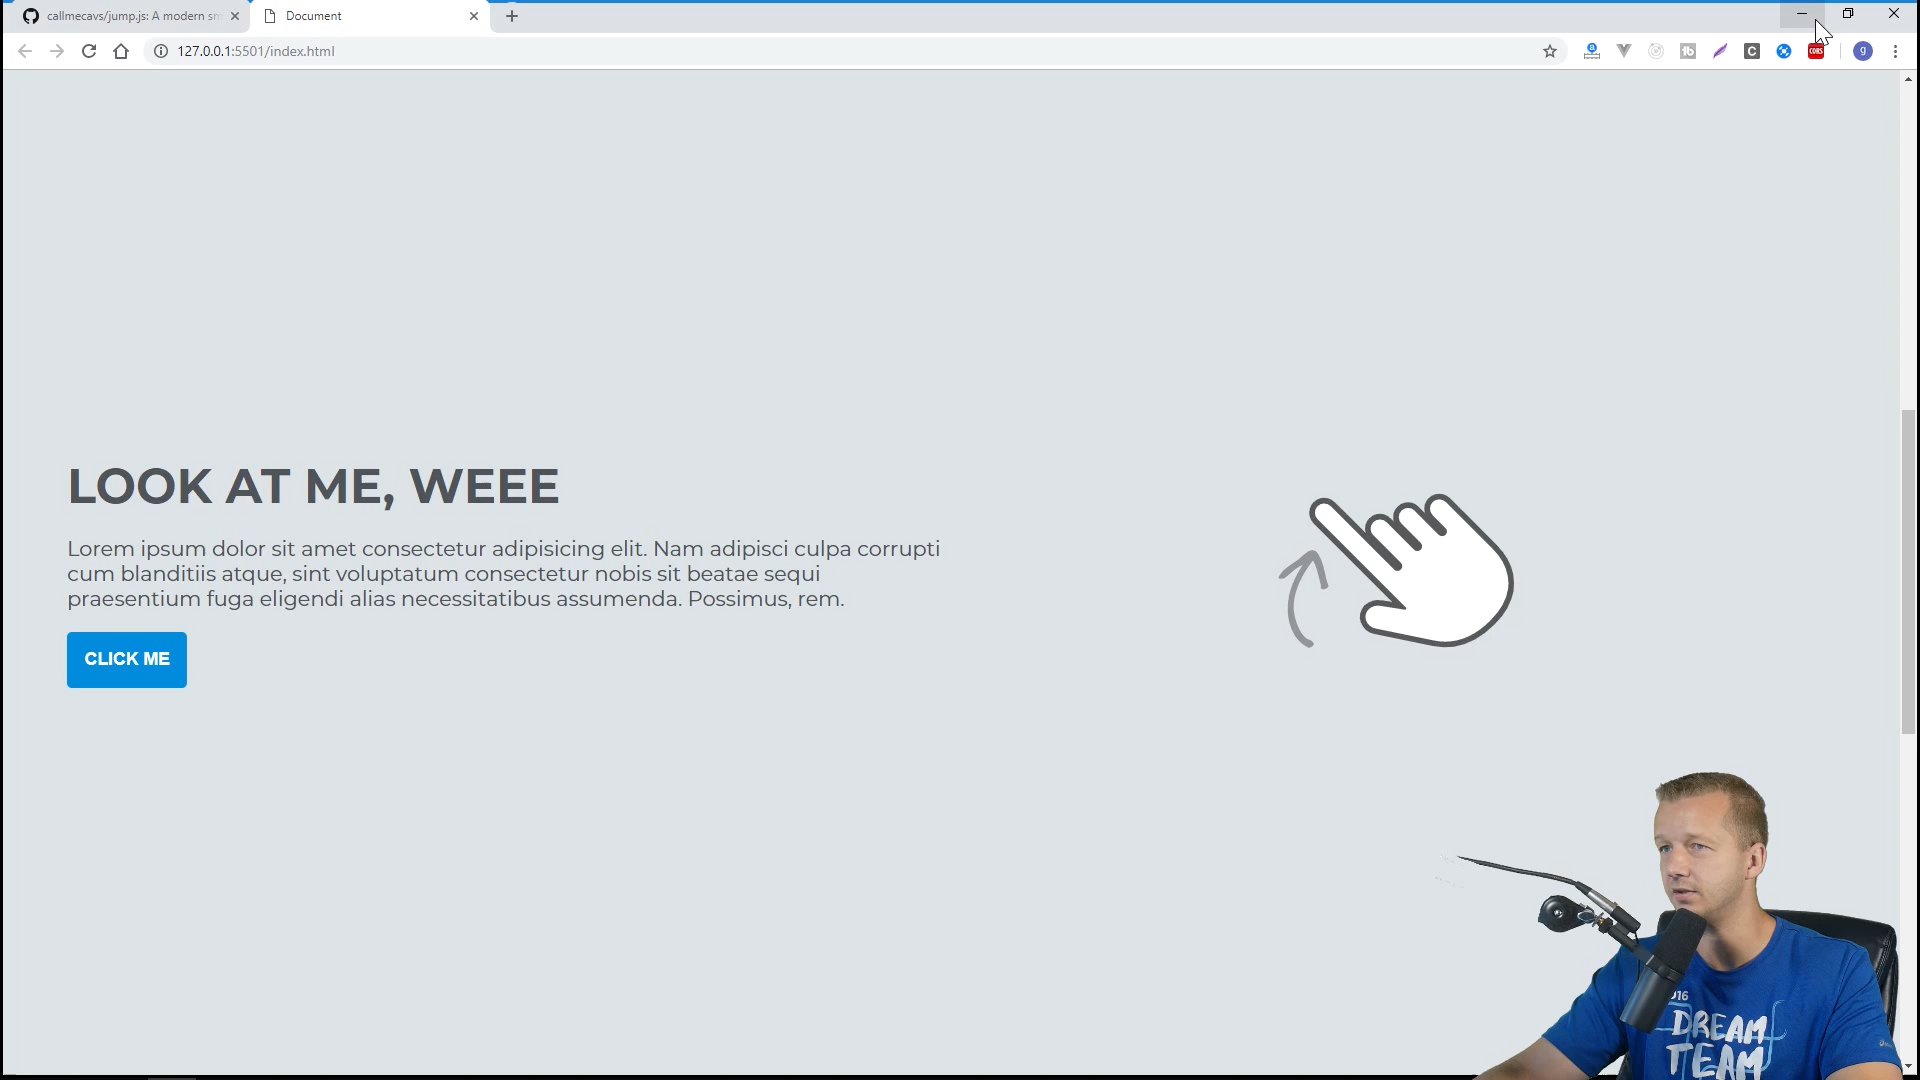 callmecavs/jump.js: A modern sm
Document
127.0.0.1:5501/index.html
CORS
g
LOOK AT ME, WEEE
Lorem ipsum dolor sit amet consectetur adipisicing elit. Nam adipisci culpa corrupti
cum blanditiis atque, sint voluptatum consectetur nobis sit beatae sequi
praesentium fuga eligendi alias necessitatibus assumenda. Possimus, rem.
CLICK ME
DREAM
TEAM